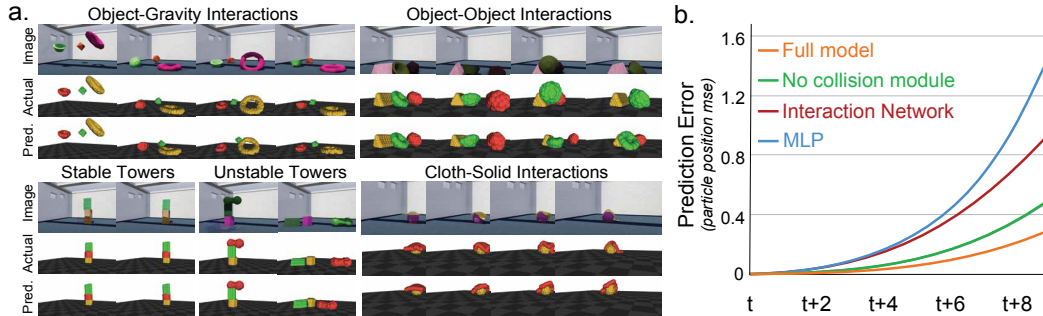 a.
Object-Gravity Interactions
Object-Object Interactions
Image
Actual
Pred.
Stable Towers
Unstable Towers
Cloth-Solid Interactions
Image
Actual
Pred.
b.
Prediction Error
(particle position mse)
1.6
1.2
0.8
0.4
0
Full model
No collision module
Interaction Network
MLP
t
t+2
t+4
t+6
t+8